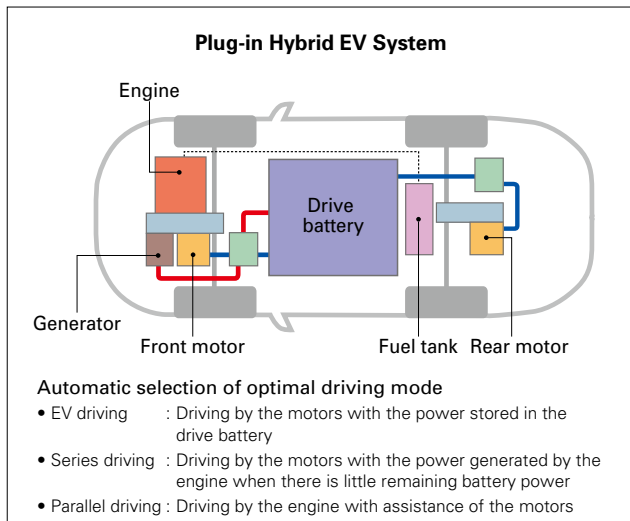 Plug-in Hybrid EV System
Engine
Drive
battery
Generator
Front motor
Fuel tank
Rear motor
Automatic selection of optimal driving mode
• EV driving : Driving by the motors with the power stored in the
drive battery
• Series driving : Driving by the motors with the power generated by the
engine when there is little remaining battery power
• Parallel driving : Driving by the engine with assistance of the motors